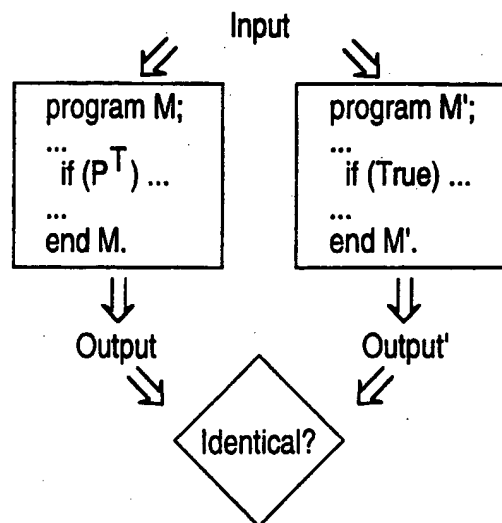 Input
program M;
...
if (P^T) ...
...
end M.
program M';
...
if (True) ...
...
end M'.
Output
Output'
Identical?